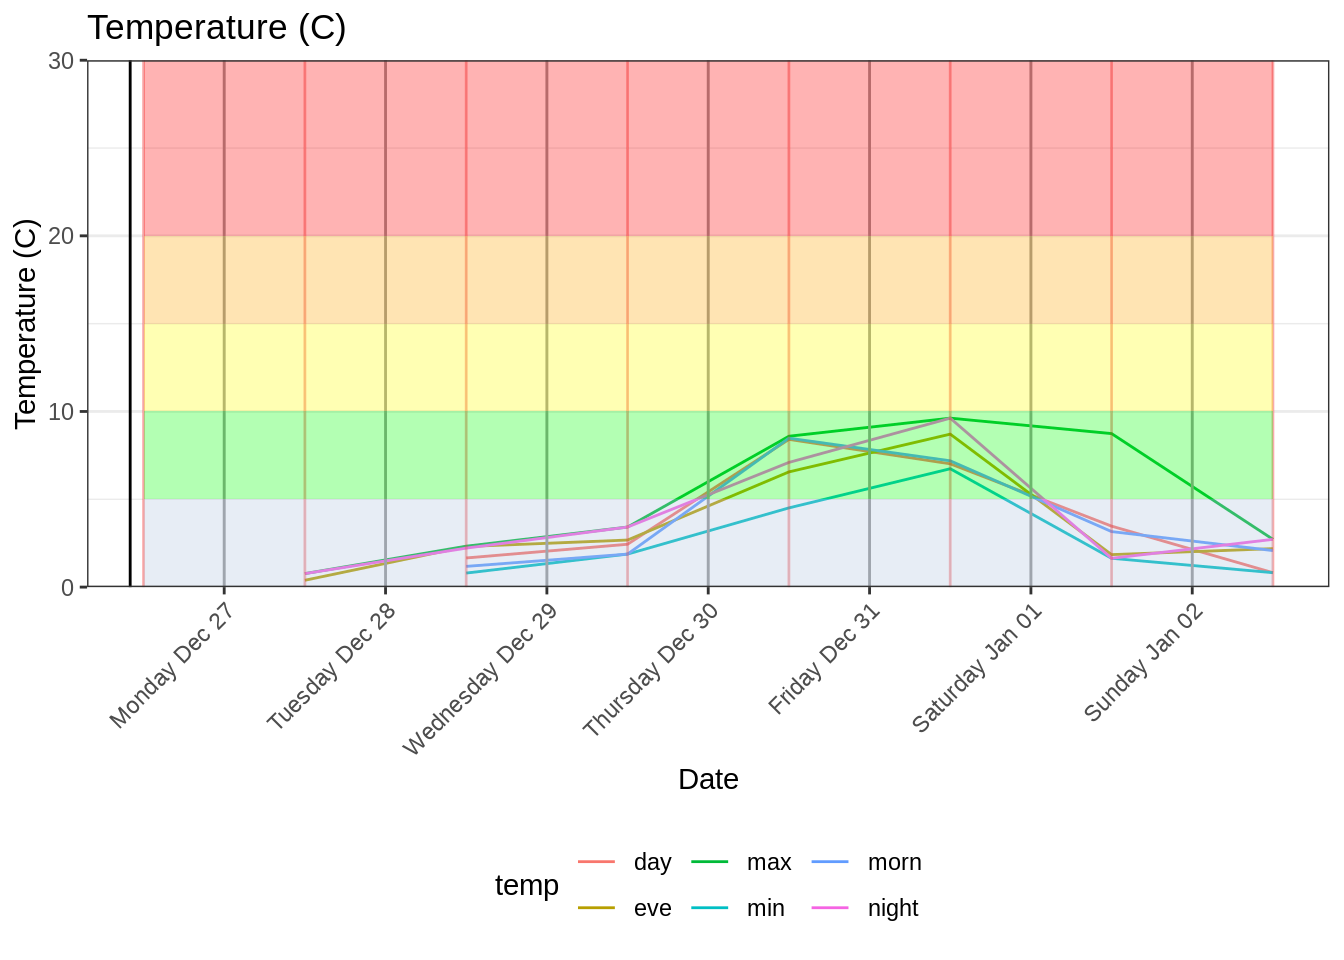 Temperature (C)
Temperature (C)
30
20
10
0
Monday Dec 27
Tuesday Dec 28
Wednesday Dec 29
Thursday Dec 30
Friday Dec 31
Saturday Jan 01
Sunday Jan 02
Date
temp
day
max
morn
eve
min
night